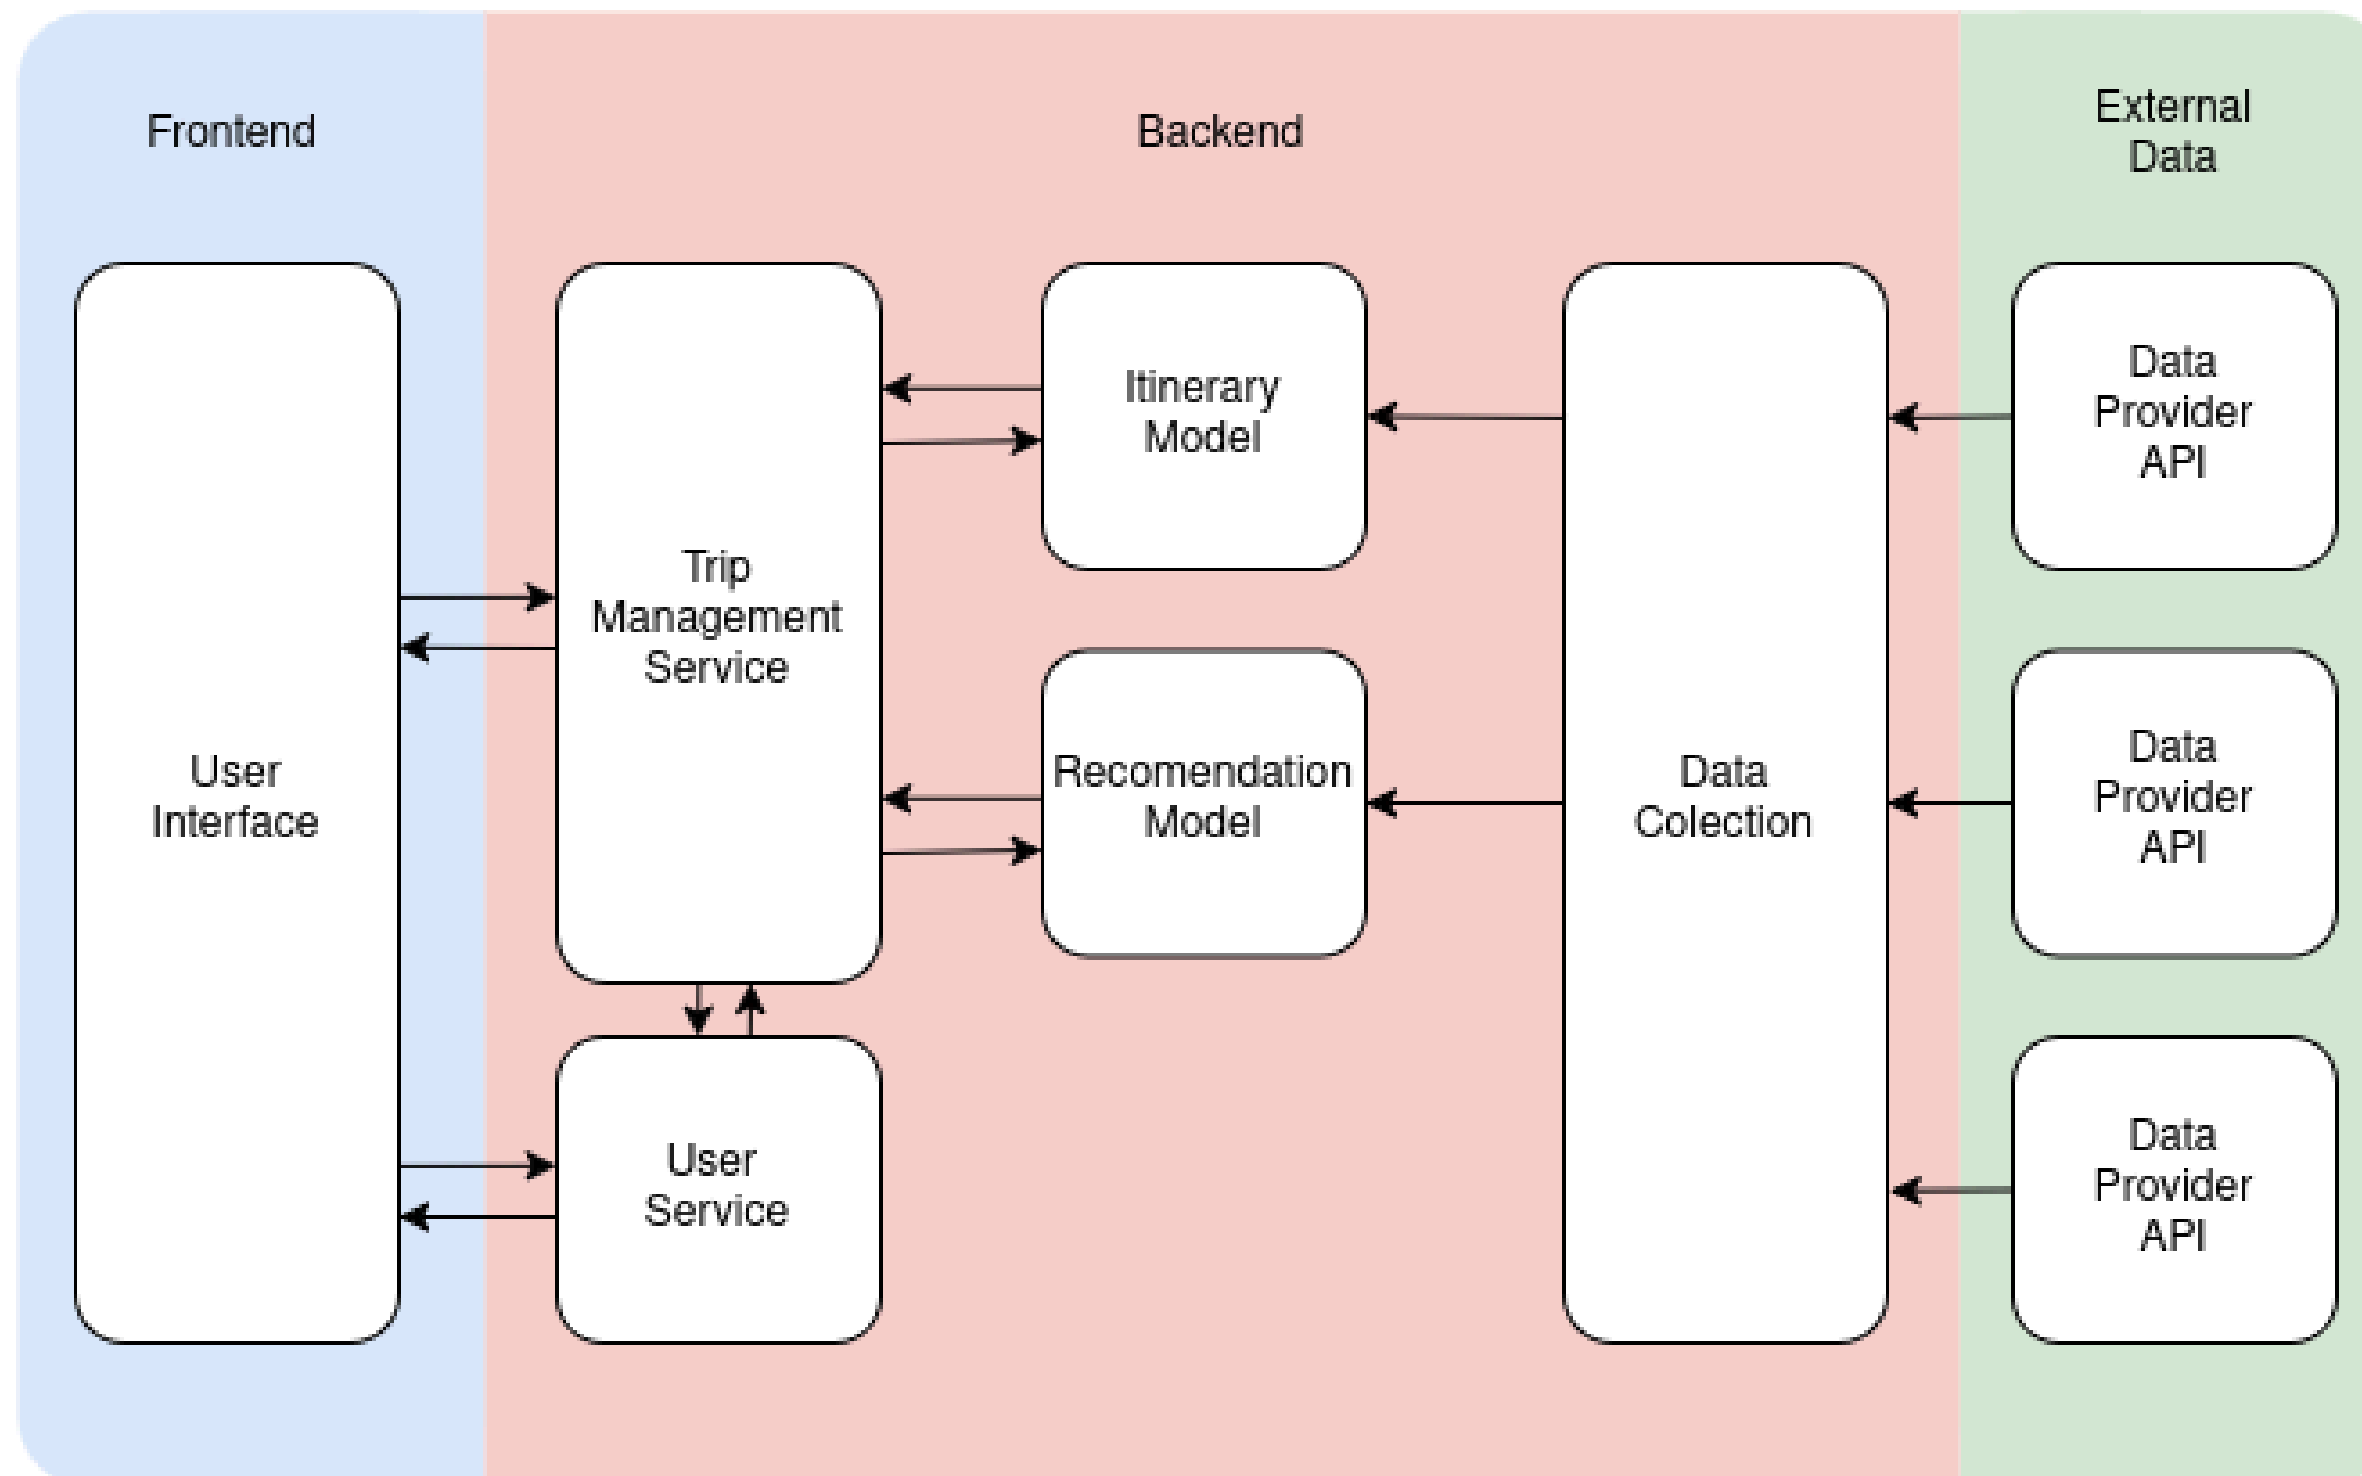 Frontend
Backend
External
Data
User
Interface
Trip
Management
Service
User
Service
Itinerary
Model
Recomendation
Model
Data
Colection
Data
Provider
API
Data
Provider
API
Data
Provider
API